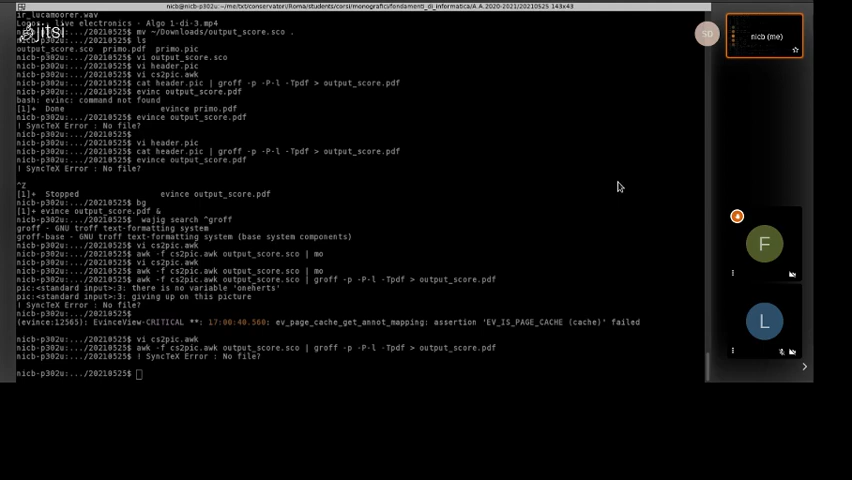 nicb@nicb-p302u: ~/me/txt/conservatori/Roma/students/corsi/monografici/fondamenti_di_informatica/A.A.2020-2021/20210525 143x43
ir_lucamoorer.wav
Logos - live electronics - Algo 1-di-3.mp4
nicb-p302u:.../20210525$ mv ~/Downloads/output_score.sco .
nicb-p302u:.../20210525$ ls
output_score.sco  primo.pdf  primo.pic
nicb-p302u:.../20210525$ vi output_score.sco
nicb-p302u:.../20210525$ vi header.pic
nicb-p302u:.../20210525$ vi cs2pic.awk
nicb-p302u:.../20210525$ cat header.pic | groff -p -P-l -Tpdf > output_score.pdf
nicb-p302u:.../20210525$ evinc output_score.pdf
bash: evinc: command not found
[1]+  Done                    evince primo.pdf
nicb-p302u:.../20210525$ evince output_score.pdf
! SyncTeX Error : No file?
nicb-p302u:.../20210525$
nicb-p302u:.../20210525$ vi header.pic
nicb-p302u:.../20210525$ cat header.pic | groff -p -P-l -Tpdf > output_score.pdf
nicb-p302u:.../20210525$ evince output_score.pdf
! SyncTeX Error : No file?
^Z
[1]+  Stopped                 evince output_score.pdf
nicb-p302u:.../20210525$ bg
[1]+ evince output_score.pdf &
nicb-p302u:.../20210525$  wajig search ^groff
groff - GNU troff text-formatting system
groff-base - GNU troff text-formatting system (base system components)
nicb-p302u:.../20210525$ vi cs2pic.awk
nicb-p302u:.../20210525$ awk -f cs2pic.awk output_score.sco | mo
nicb-p302u:.../20210525$ vi cs2pic.awk
nicb-p302u:.../20210525$ awk -f cs2pic.awk output_score.sco | mo
nicb-p302u:.../20210525$ awk -f cs2pic.awk output_score.sco | groff -p -P-l -Tpdf > output_score.pdf
pic:<standard input>:3: there is no variable 'oneherts'
pic:<standard input>:3: giving up on this picture
! SyncTeX Error : No file?
nicb-p302u:.../20210525$
(evince:12565): EvinceView-CRITICAL **: 17:00:40.560: ev_page_cache_get_annot_mapping: assertion 'EV_IS_PAGE_CACHE (cache)' failed
nicb-p302u:.../20210525$ vi cs2pic.awk
nicb-p302u:.../20210525$ awk -f cs2pic.awk output_score.sco | groff -p -P-l -Tpdf > output_score.pdf
nicb-p302u:.../20210525$ ! SyncTeX Error : No file?
nicb-p302u:.../20210525$
jitsi
SD
nicb (me)
F
L